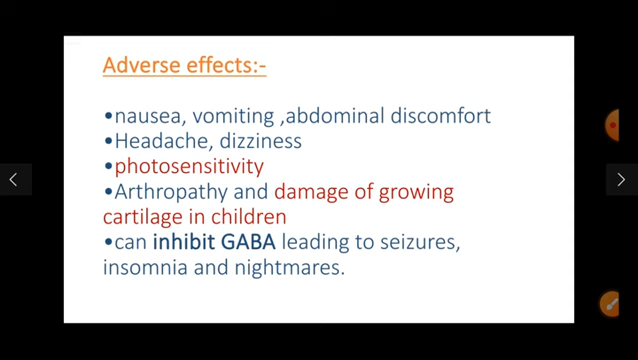 Adverse effects:-
•nausea, vomiting ,abdominal discomfort
•Headache, dizziness
•photosensitivity
•Arthropathy and damage of growing
cartilage in children
•can inhibit GABA leading to seizures,
insomnia and nightmares.